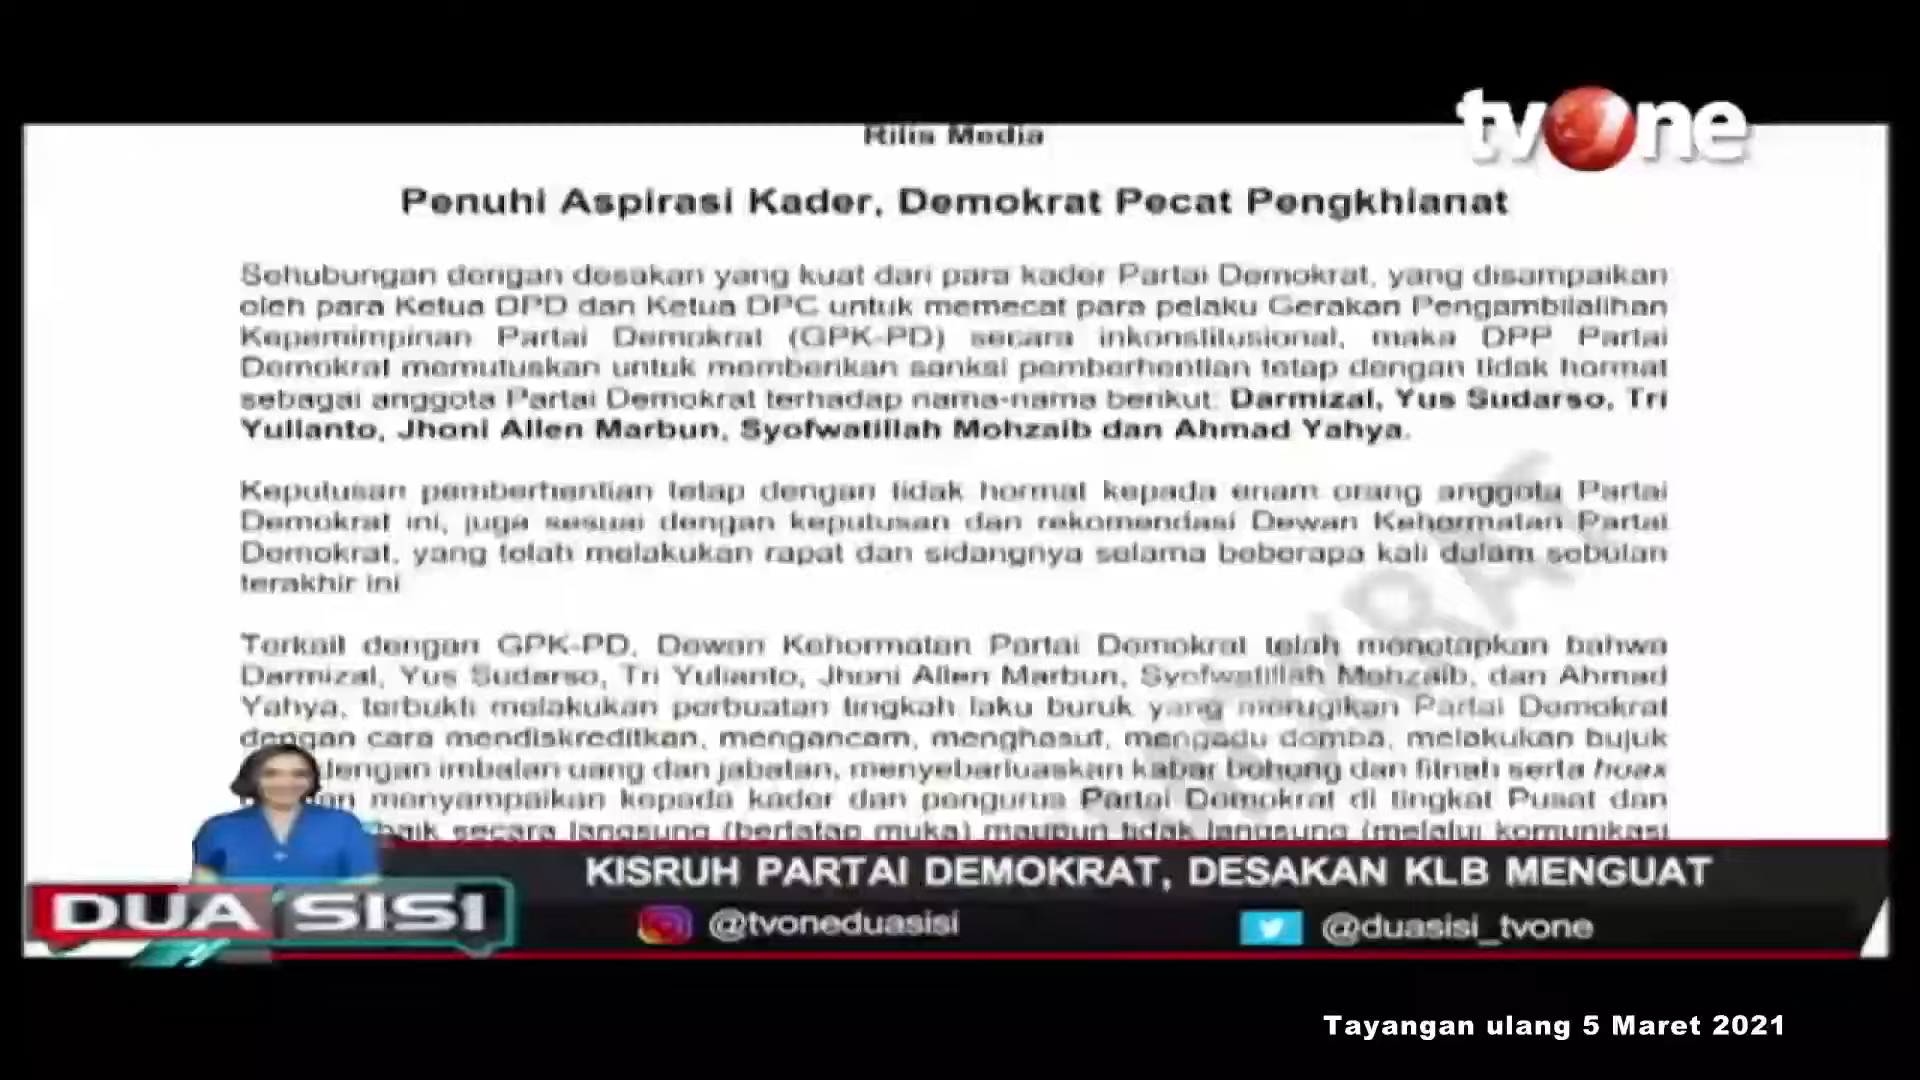 tvOne
Rilis Media
Penuhi Aspirasi Kader, Demokrat Pecat Pengkhianat
Sehubungan dengan desakan yang kuat dari para kader Partai Demokrat, yang disampaikan
oleh para Ketua DPD dan Ketua DPC untuk memecat para pelaku Gerakan Pengambilalihan
Kepemimpinan Partai Demokrat (GPK-PD) secara inkonstitusional, maka DPP Partai
Demokrat memutuskan untuk memberikan sanksi pemberhentian tetap dengan tidak hormat
sebagai anggota Partai Demokrat terhadap nama-nama berikut: Darmizal, Yus Sudarso, Tri
Yulianto, Jhoni Allen Marbun, Syofwatillah Mohzaib dan Ahmad Yahya.
Keputusan pemberhentian tetap dengan tidak hormat kepada enam orang anggota Partai
Demokrat ini, juga sesuai dengan keputusan dan rekomendasi Dewan Kehormatan Partai
Demokrat, yang telah melakukan rapat dan sidangnya selama beberapa kali dalam sebulan
terakhir ini
Terkait dengan GPK-PD, Dewan Kehormatan Partai Demokrat telah menetapkan bahwa
Darmizal, Yus Sudarso, Tri Yulianto, Jhoni Allen Marbun, Syofwatillah Mohzaib, dan Ahmad
Yahya, terbukti melakukan perbuatan tingkah laku buruk yang merugikan Partai Demokrat
dengan cara mendiskreditkan, mengancam, menghasut, mengadu domba, melakukan bujuk
dengan imbalan uang dan jabatan, menyebarluaskan kabar bohong dan fitnah serta hoax
menyampaikan kepada kader dan pengurus Partai Demokrat di tingkat Pusat dan
baik secara langsung (bertatap muka) maupun tidak langsung (melalui komunikasi
KISRUH PARTAI DEMOKRAT, DESAKAN KLB MENGUAT
DUA SISI
@tvoneduasisi
@duasisi_tvone
Tayangan ulang 5 Maret 2021